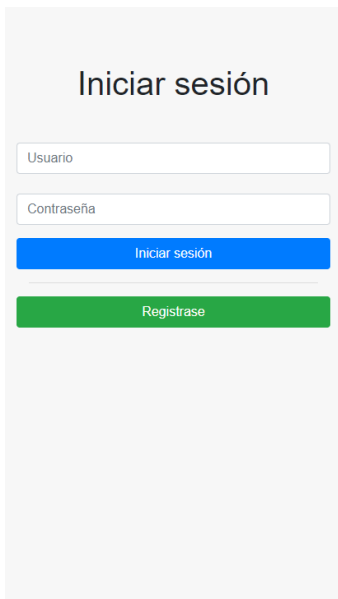 Iniciar sesión
Usuario
Contraseña
Iniciar sesión
Registrase